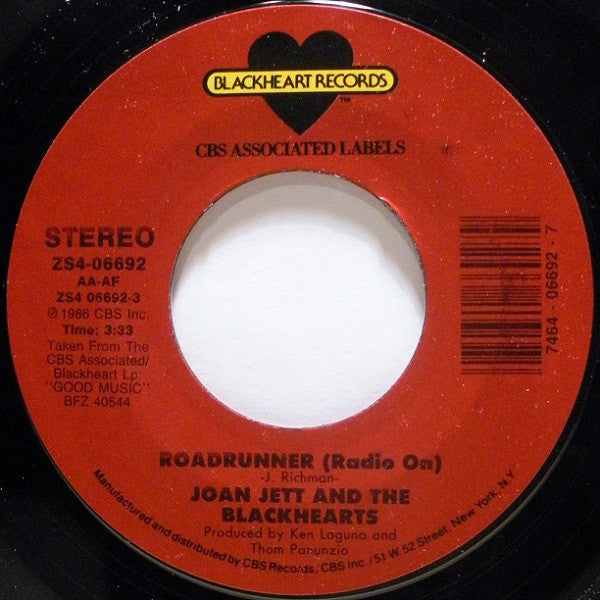 BLACKHEART RECORDS
TM
CBS ASSOCIATED LABELS
STEREO
ZS4-06692
AA-AF
ZS4 06692-3
℗ 1986 CBS Inc.
Time: 3:33
Taken From The
CBS Associated/
Blackheart Lp:
"GOOD MUSIC"
BFZ 40544
7464 - 06692 - 7
ROADRUNNER (Radio On)
-J. Richman-
JOAN JETT AND THE
BLACKHEARTS
Produced by Ken Laguna and
Thom Panunzio
Manufactured and distributed by CBS Records/CBS Inc./51 W. 52 Street, New York, N.Y.